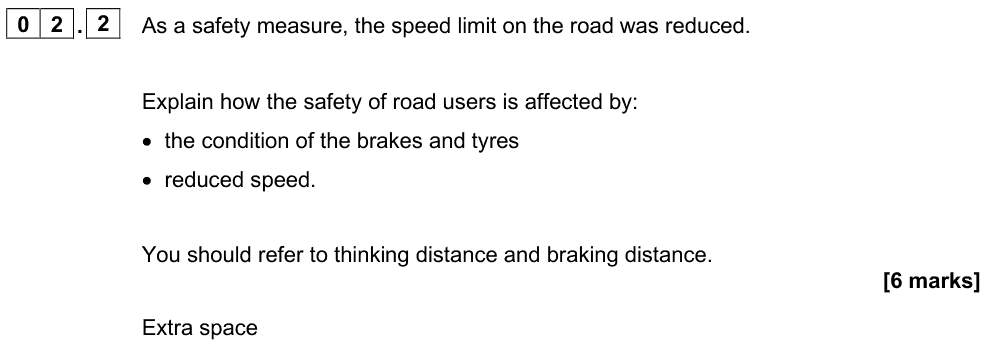 0 2 . 2 As a safety measure, the speed limit on the road was reduced.
Explain how the safety of road users is affected by:
• the condition of the brakes and tyres
• reduced speed.
You should refer to thinking distance and braking distance.
[6 marks]
Extra space